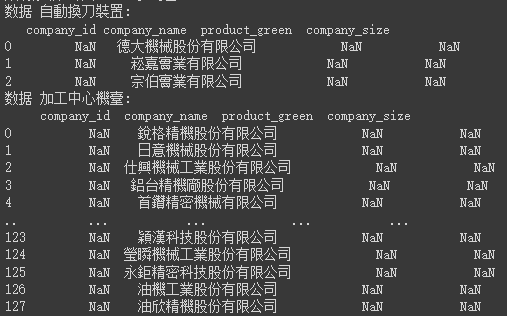 数据 自動換刀裝置:
company_id company_name product_green company_size
0 NaN 德大機械股份有限公司 NaN NaN
1 NaN 崧嘉實業有限公司 NaN NaN
2 NaN 宗伯實業有限公司 NaN NaN
数据 加工中心機臺:
company_id company_name product_green company_size
0 NaN 銳格精機股份有限公司 NaN NaN
1 NaN 日意機械股份有限公司 NaN NaN
2 NaN 仕興機械工業股份有限公司 NaN NaN
3 NaN 鋁台精機廠股份有限公司 NaN NaN
4 NaN 首鑽精密機械有限公司 NaN NaN
.. ... ... ... ...
123 NaN 穎漢科技股份有限公司 NaN NaN
124 NaN 瑩瞬機械工業股份有限公司 NaN NaN
125 NaN 永鉅精密科技股份有限公司 NaN NaN
126 NaN 油機工業股份有限公司 NaN NaN
127 NaN 油欣精機股份有限公司 NaN NaN